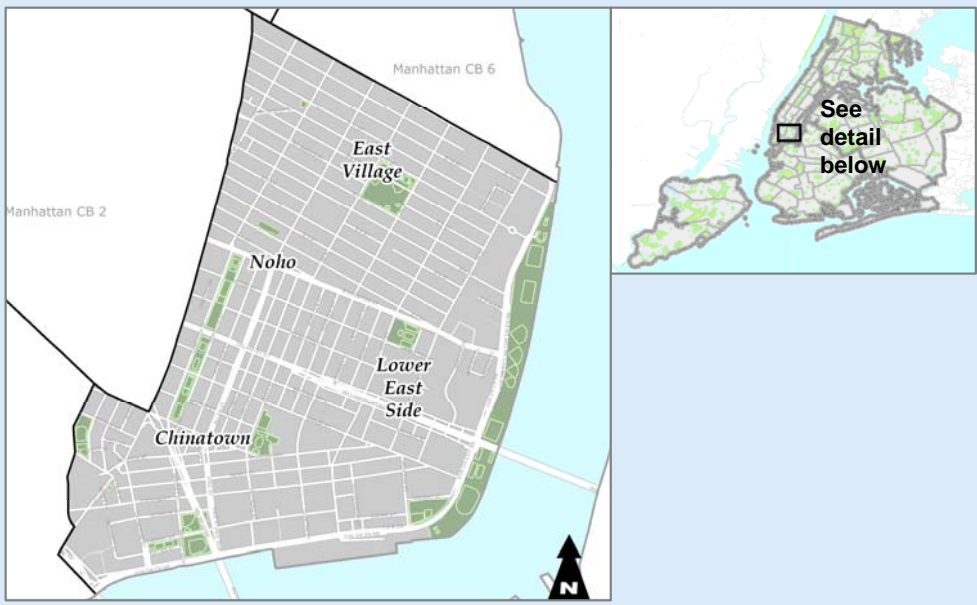 Manhattan CB 6
East
Village
Manhattan CB 2
Noho
Lower
East
Side
Chinatown
N
See
detail
below